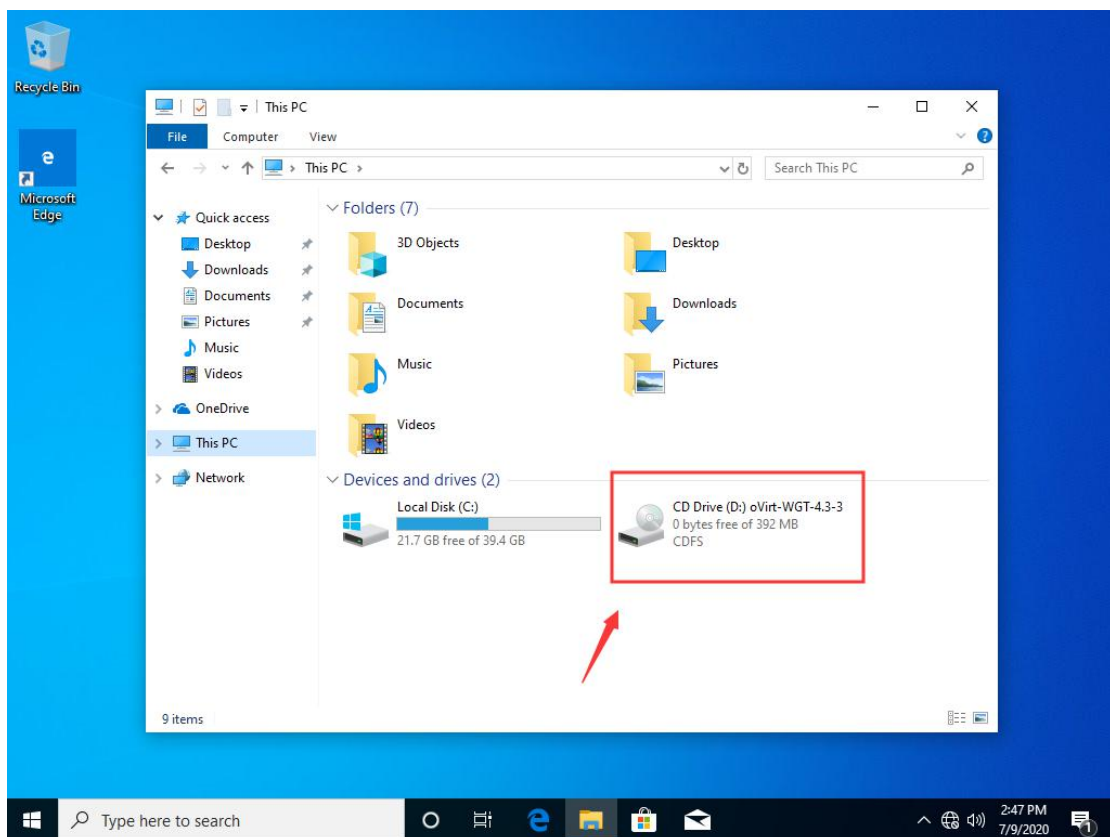 Recycle Bin
Microsoft
Edge
This PC
File
Computer
View
This PC
Search This PC
Quick access
Desktop
Downloads
Documents
Pictures
Music
Videos
OneDrive
This PC
Network
Folders (7)
3D Objects
Desktop
Documents
Downloads
Music
Pictures
Videos
Devices and drives (2)
Local Disk (C:)
21.7 GB free of 39.4 GB
CD Drive (D:) oVirt-WGT-4.3-3
0 bytes free of 392 MB
CDFS
9 items
Type here to search
2:47 PM
7/9/2020
1